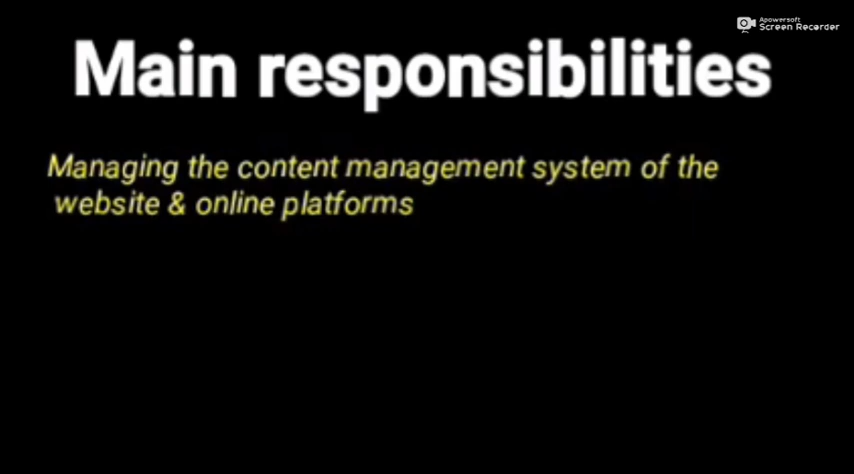 Apowersoft
Screen Recorder
Main responsibilities
Managing the content management system of the
website & online platforms